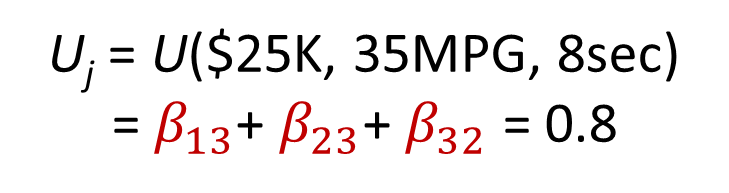 Uⱼ = U($25K, 35MPG, 8sec)
= β₁₃+ β₂₃+ β₃₂ = 0.8